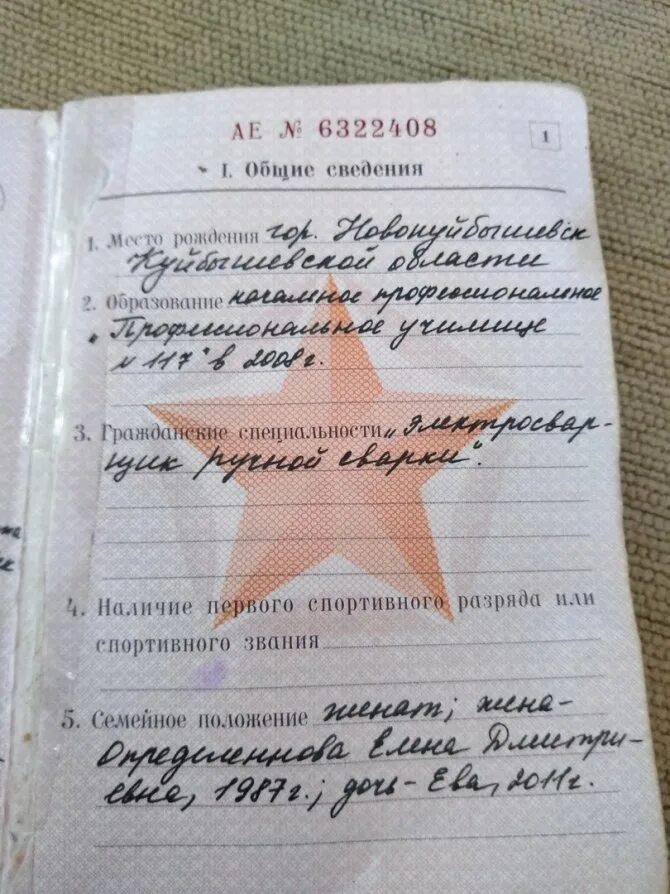 АЕ № 6322408
1
I. Общие сведения
1. Место рождения гор. Новокуйбышевск
Куйбышевской области
2. Образование начальное профессиональное
"Профессиональное училище
н 117" в 2008г.
3. Гражданские специальности „электросвар-
щик ручной сварки".
4. Наличие первого спортивного разряда или
спортивного звания
5. Семейное положение женат; жена-
Определеннова Елена Дмитри-
евна, 1987г.; дочь- Ева, 2011г.